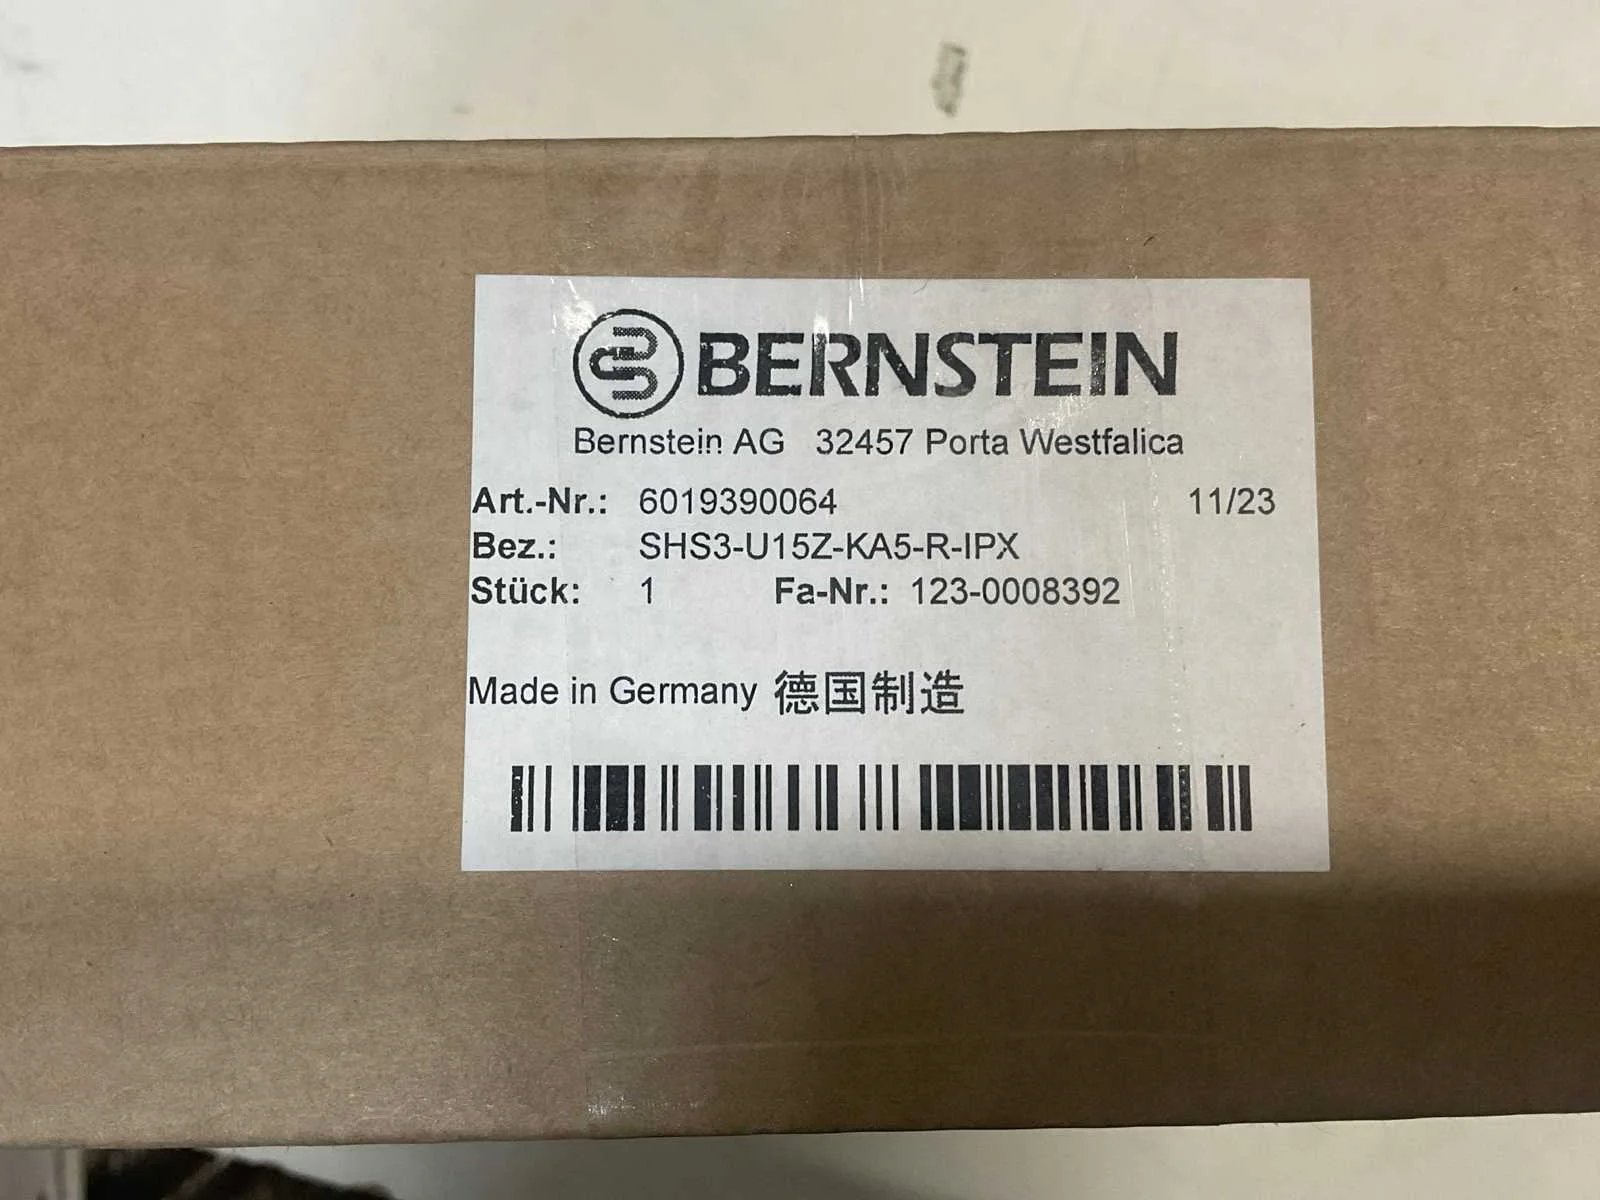 BERNSTEIN
Bernstein AG 32457 Porta Westfalica
Art.-Nr.: 6019390064 11/23
Bez.: SHS3-U15Z-KA5-R-IPX
Stück: 1 Fa-Nr.: 123-0008392
Made in Germany 德国制造